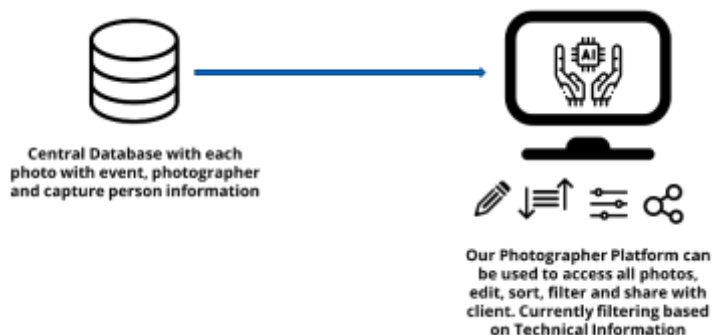 AI
Central Database with each
photo with event, photographer
and capture person information
Our Photographer Platform can
be used to access all photos,
edit, sort, filter and share with
client. Currently filtering based
on Technical Information